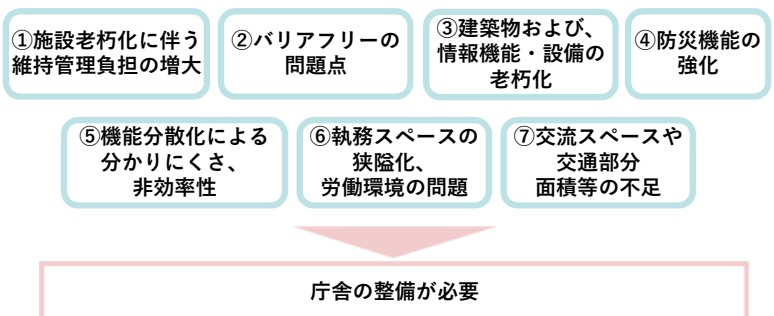 ①施設老朽化に伴う
維持管理負担の増大
②バリアフリーの
問題点
③建築物および、
情報機能・設備の
老朽化
④防災機能の
強化
⑤機能分散化による
分かりにくさ、
非効率性
⑥執務スペースの
狭隘化、
労働環境の問題
⑦交流スペースや
交通部分
面積等の不足
庁舎の整備が必要